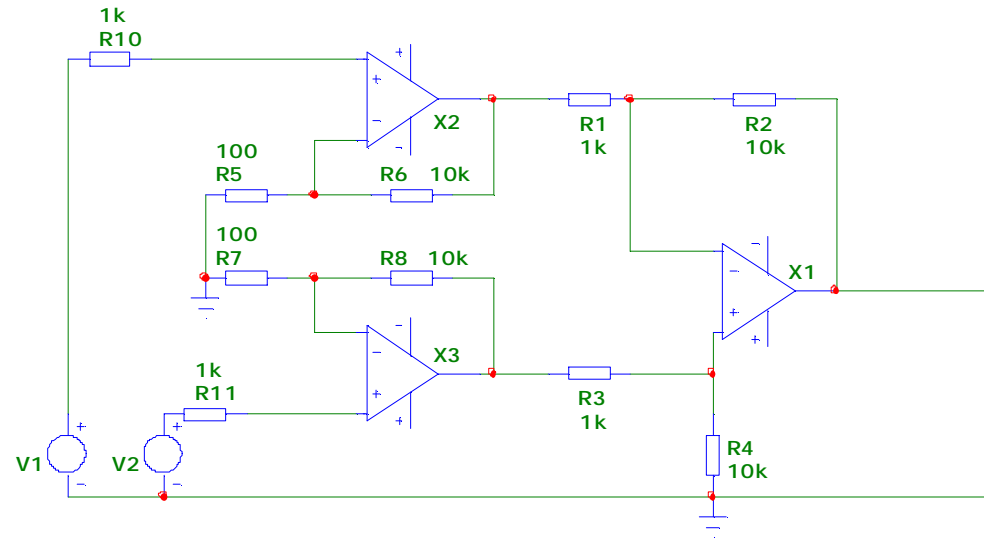 1k
R10
+
+
−
−
X2
R1
1k
R2
10k
100
R5
R6 10k
100
R7
R8 10k
−
−
+
+
X3
1k
R11
−
−
+
+
X1
R3
1k
R4
10k
V1
+
−
V2
+
−